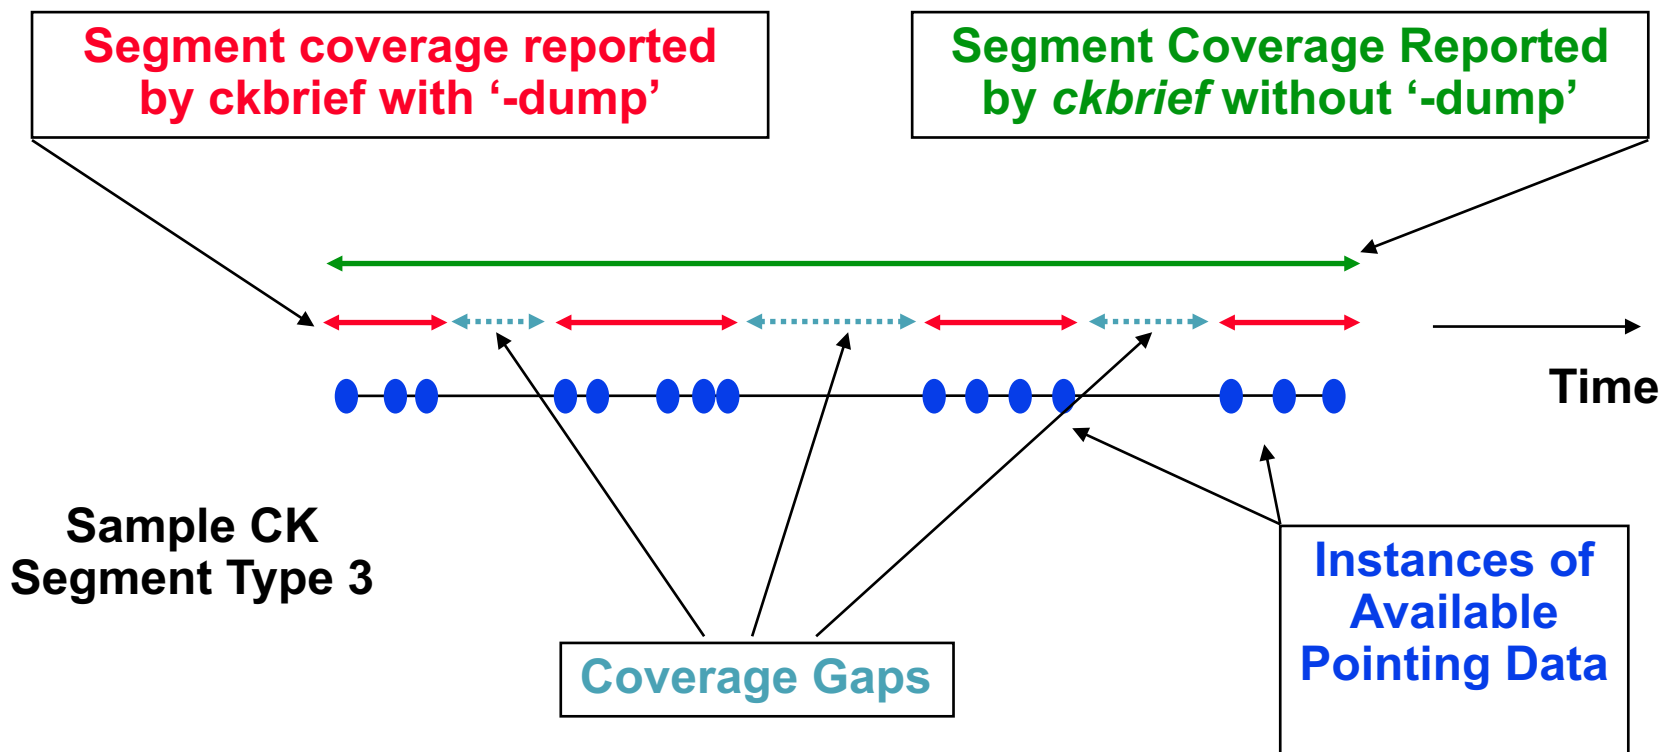 Segment coverage reported
by ckbrief with ‘-dump’
Segment Coverage Reported
by ckbrief without ‘-dump’
Time
Sample CK
Segment Type 3
Coverage Gaps
Instances of
Available
Pointing Data